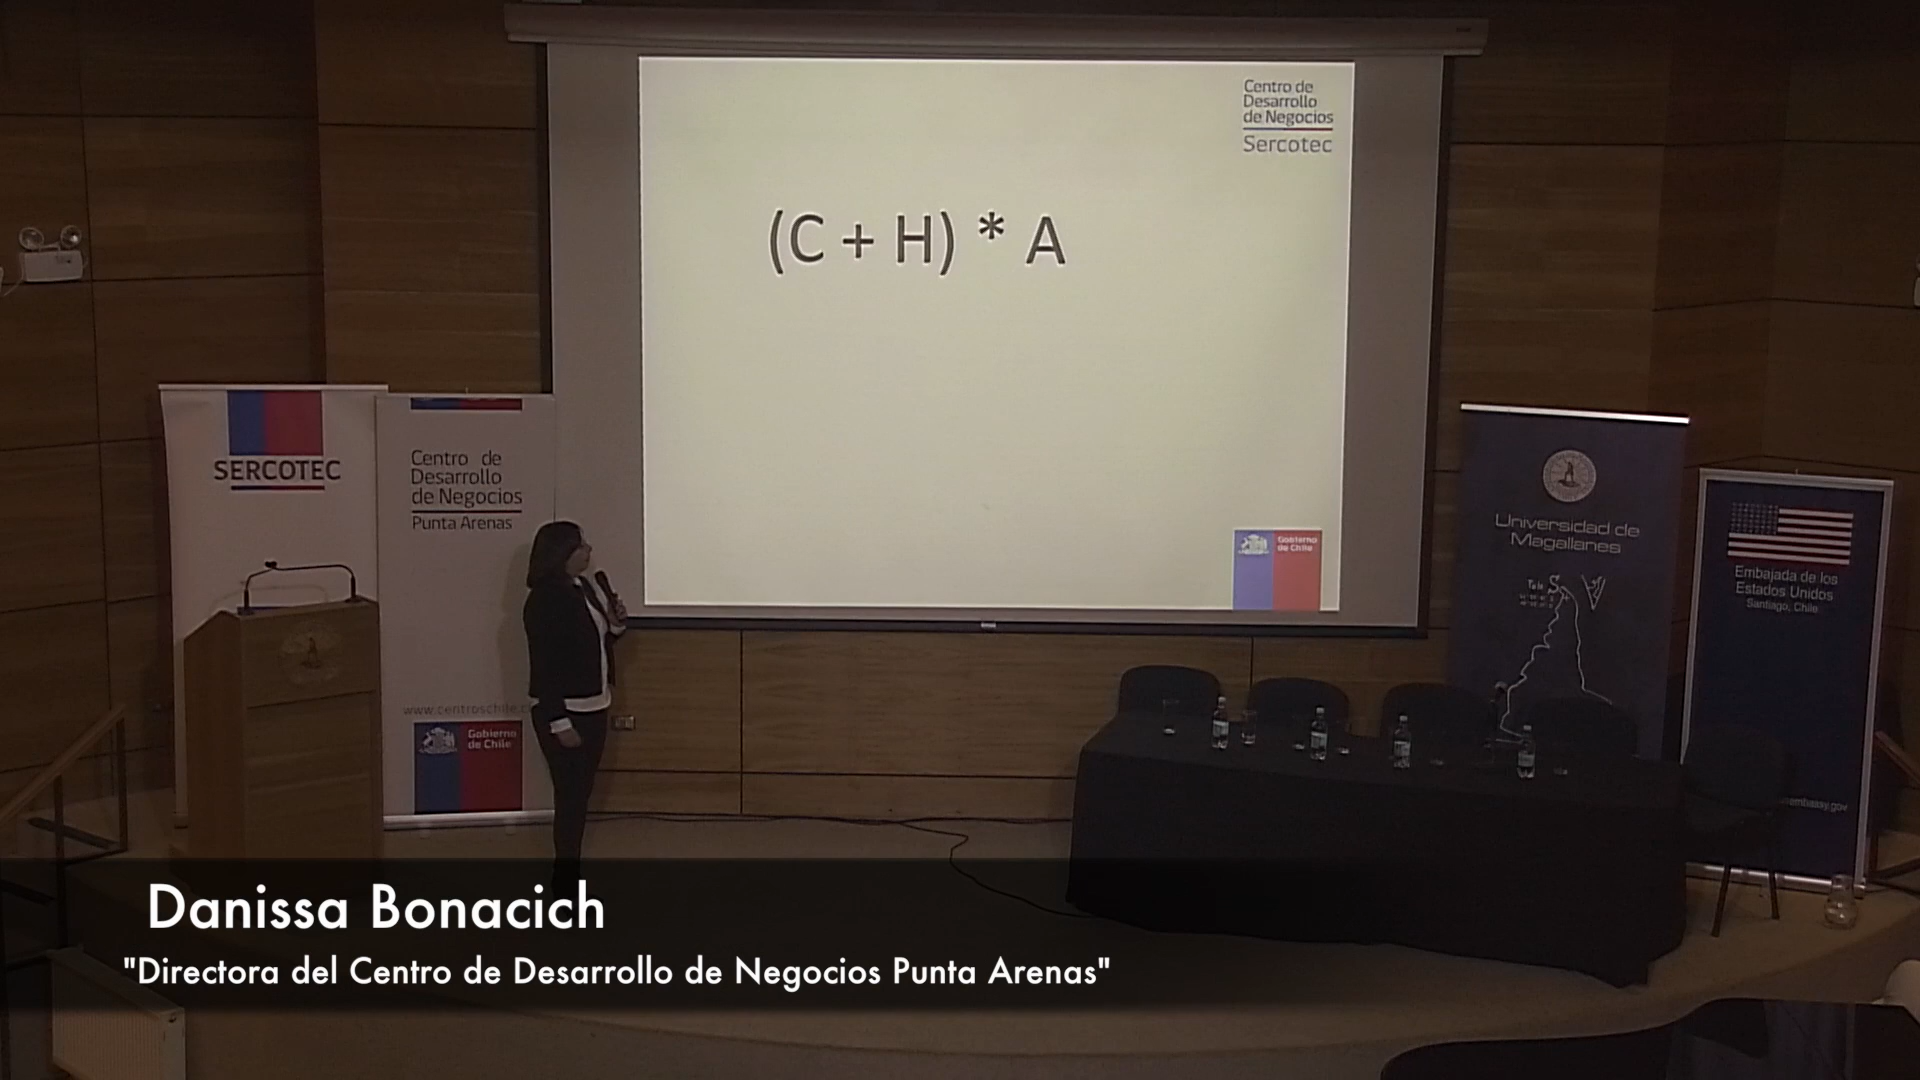 Centro de
Desarrollo
de Negocios
Sercotec
(C + H) * A
Gobierno
de Chile
SERCOTEC
Centro de
Desarrollo
de Negocios
Punta Arenas
Gobierno
de Chile
Universidad de
Magallanes
Embajada de los
Estados Unidos
Santiago, Chile
Danissa Bonacich
"Directora del Centro de Desarrollo de Negocios Punta Arenas"